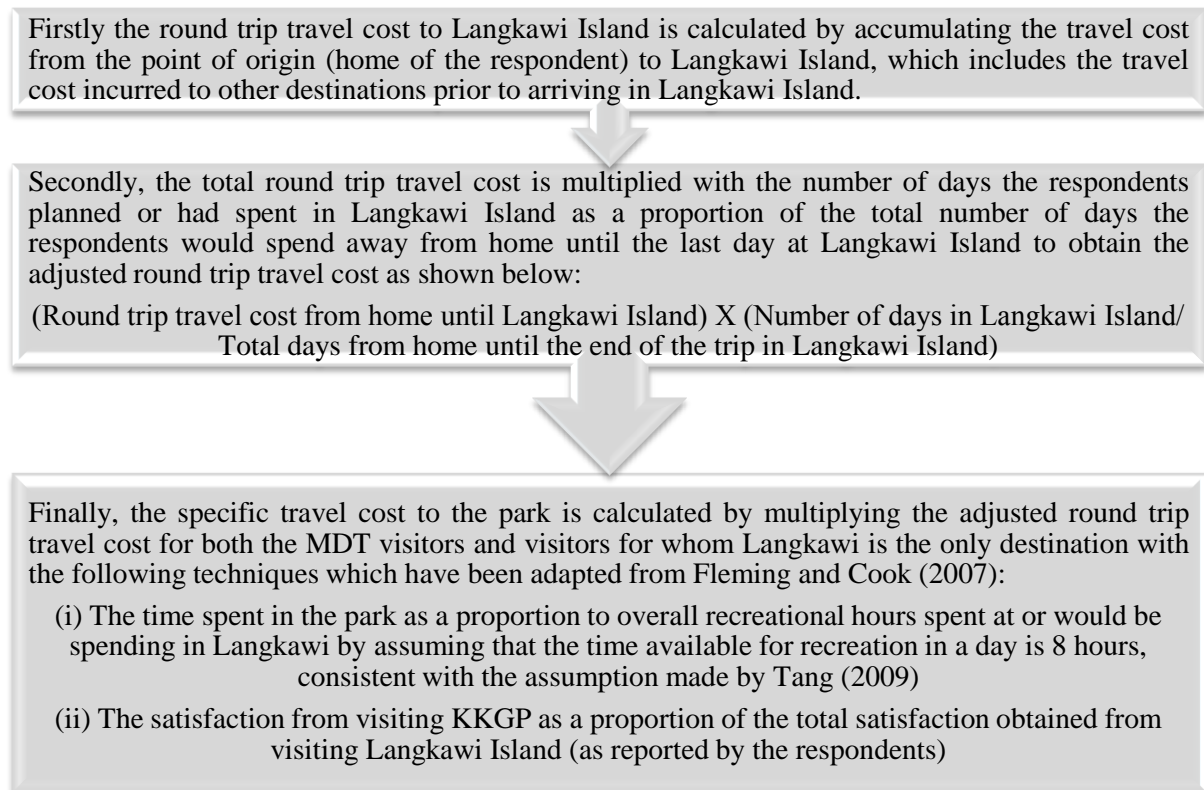 Firstly the round trip travel cost to Langkawi Island is calculated by accumulating the travel cost
from the point of origin (home of the respondent) to Langkawi Island, which includes the travel
cost incurred to other destinations prior to arriving in Langkawi Island.
Secondly, the total round trip travel cost is multiplied with the number of days the respondents
planned or had spent in Langkawi Island as a proportion of the total number of days the
respondents would spend away from home until the last day at Langkawi Island to obtain the
adjusted round trip travel cost as shown below:
(Round trip travel cost from home until Langkawi Island) X (Number of days in Langkawi Island/
Total days from home until the end of the trip in Langkawi Island)
Finally, the specific travel cost to the park is calculated by multiplying the adjusted round trip
travel cost for both the MDT visitors and visitors for whom Langkawi is the only destination with
the following techniques which have been adapted from Fleming and Cook (2007):
(i) The time spent in the park as a proportion to overall recreational hours spent at or would be
spending in Langkawi by assuming that the time available for recreation in a day is 8 hours,
consistent with the assumption made by Tang (2009)
(ii) The satisfaction from visiting KKGP as a proportion of the total satisfaction obtained from
visiting Langkawi Island (as reported by the respondents)